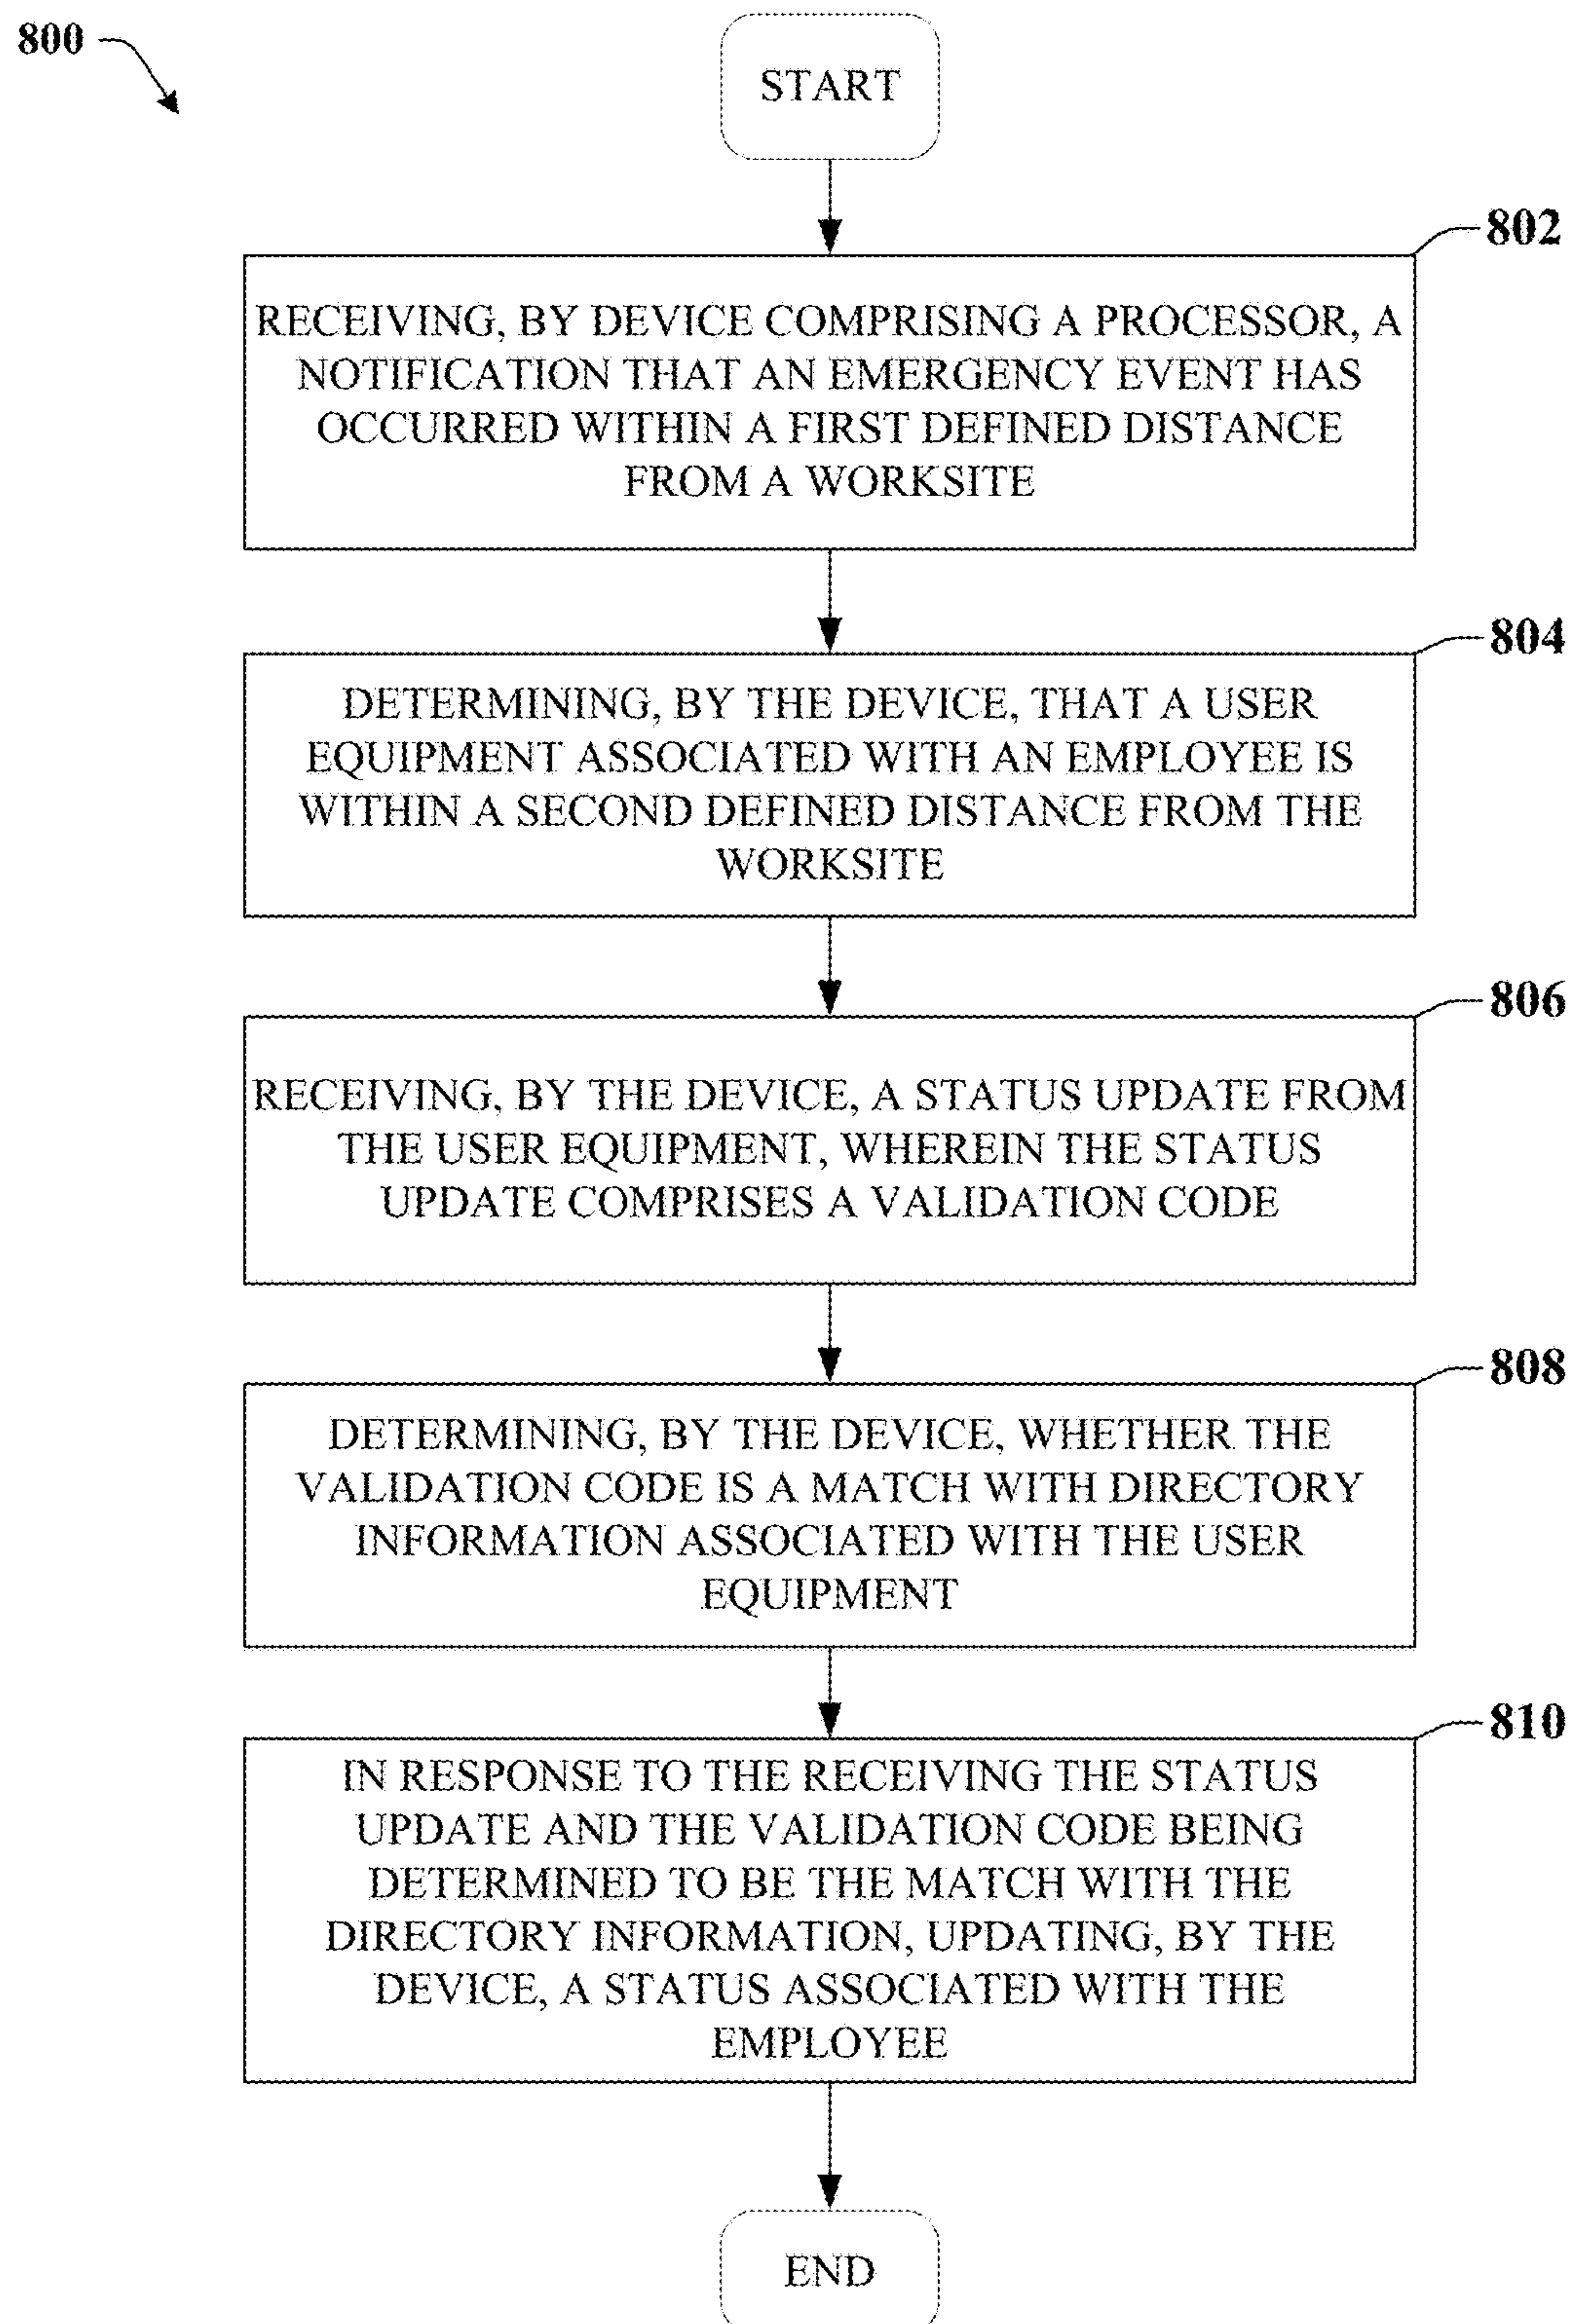 800
START
802
RECEIVING, BY DEVICE COMPRISING A PROCESSOR, A
NOTIFICATION THAT AN EMERGENCY EVENT HAS
OCCURRED WITHIN A FIRST DEFINED DISTANCE
FROM A WORKSITE
804
DETERMINING, BY THE DEVICE, THAT A USER
EQUIPMENT ASSOCIATED WITH AN EMPLOYEE IS
WITHIN A SECOND DEFINED DISTANCE FROM THE
WORKSITE
806
RECEIVING, BY THE DEVICE, A STATUS UPDATE FROM
THE USER EQUIPMENT, WHEREIN THE STATUS
UPDATE COMPRISES A VALIDATION CODE
808
DETERMINING, BY THE DEVICE, WHETHER THE
VALIDATION CODE IS A MATCH WITH DIRECTORY
INFORMATION ASSOCIATED WITH THE USER
EQUIPMENT
810
IN RESPONSE TO THE RECEIVING THE STATUS
UPDATE AND THE VALIDATION CODE BEING
DETERMINED TO BE THE MATCH WITH THE
DIRECTORY INFORMATION, UPDATING, BY THE
DEVICE, A STATUS ASSOCIATED WITH THE
EMPLOYEE
END